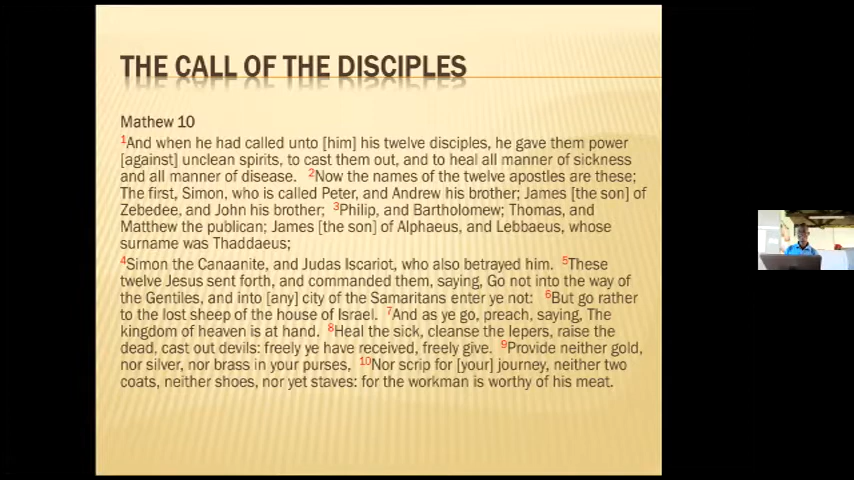 THE CALL OF THE DISCIPLES
Mathew 10
1And when he had called unto [him] his twelve disciples, he gave them power
[against] unclean spirits, to cast them out, and to heal all manner of sickness
and all manner of disease. 2Now the names of the twelve apostles are these;
The first, Simon, who is called Peter, and Andrew his brother; James [the son] of
Zebedee, and John his brother; 3Philip, and Bartholomew; Thomas, and
Matthew the publican; James [the son] of Alphaeus, and Lebbaeus, whose
surname was Thaddaeus;
4Simon the Canaanite, and Judas Iscariot, who also betrayed him. 5These
twelve Jesus sent forth, and commanded them, saying, Go not into the way of
the Gentiles, and into [any] city of the Samaritans enter ye not: 6But go rather
to the lost sheep of the house of Israel. 7And as ye go, preach, saying, The
kingdom of heaven is at hand. 8Heal the sick, cleanse the lepers, raise the
dead, cast out devils: freely ye have received, freely give. 9Provide neither gold,
nor silver, nor brass in your purses, 10Nor scrip for [your] journey, neither two
coats, neither shoes, nor yet staves: for the workman is worthy of his meat.